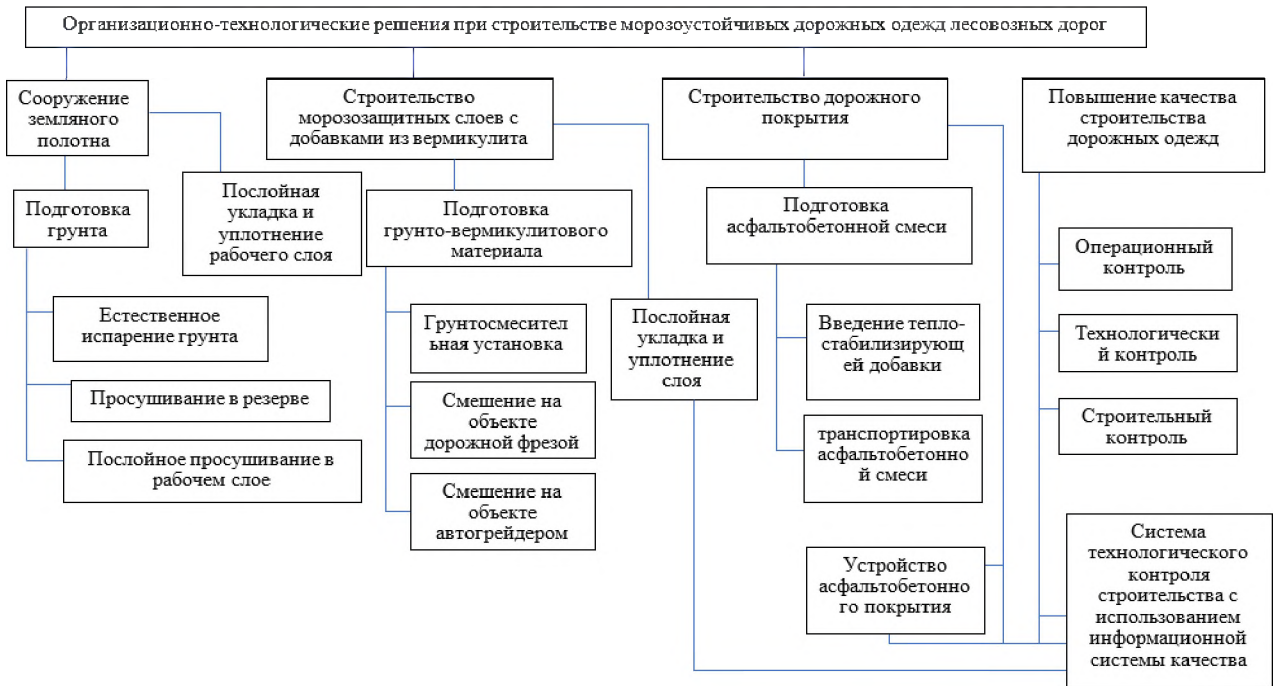 Организационно-технологические решения при строительстве морозоустойчивых дорожных одежд лесовозных дорог
Сооружение
земляного
полотна
Подготовка
грунта
Послойная
укладка и
уплотнение
рабочего слоя
Естественное
испарение грунта
Просушивание в резерве
Послойное просушивание в
рабочем слое
Строительство
морозозащитных слоев с
добавками из вермикулита
Подготовка
грунто-вермикулитового
материала
Грунтосмесител
ьная установка
Смешение на
объекте
дорожной фрезой
Смешение на
объекте
автогрейдером
Послойная
укладка и
уплотнение
слоя
Строительство дорожного
покрытия
Подготовка
асфальтобетонной смеси
Введение тепло-
стабилизирующ
ей добавки
транспортировка
асфальтобетонно
й смеси
Устройство
асфальтобетонно
го покрытия
Повышение качества
строительства
дорожных одежд
Операционный
контроль
Технологически
й контроль
Строительный
контроль
Система
технологического
контроля
строительства с
использованием
информационной
системы качества